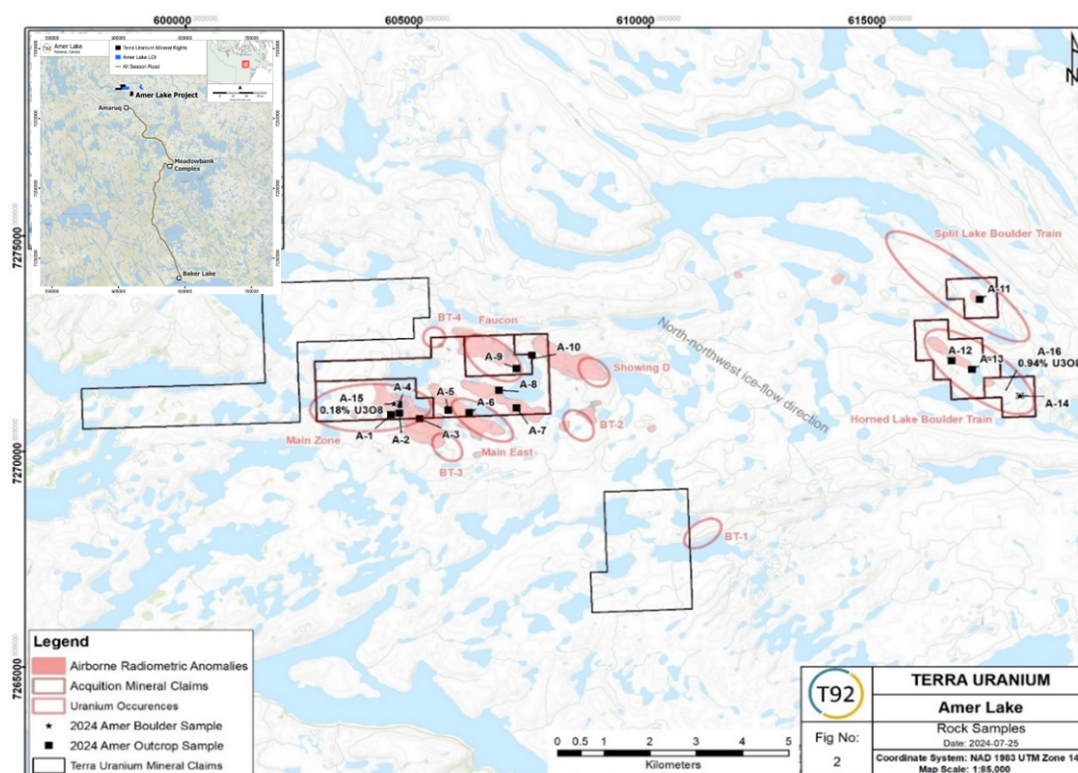 600000
605000
610000
615000
7275000
7270000
7265000
Amer Lake
Terra Uranium Mineral Rights
Amer Lake LOI
All Season Road
Amer Lake Project
Amaruq
Meadowbank
Complex
Baker Lake
N
Split Lake Boulder Train
A-11
BT-4
Faucon
A-10
A-9
North-northwest ice-flow direction
A-12
A-13
A-16
0.94% U3O8
A-14
Showing D
A-8
A-4
A-15
0.18% U3O8
A-5
A-6
Horned Lake Boulder Train
Main Zone
A-1
A-2
A-3
A-7
BT-2
Main East
BT-3
BT-1
Legend
Airborne Radiometric Anomalies
Acqution Mineral Claims
Uranium Occurences
2024 Amer Boulder Sample
2024 Amer Outcrop Sample
Terra Uranium Mineral Claims
0 0.5 1 2 3 4 5
Kilometers
T92
TERRA URANIUM
Amer Lake
Rock Samples
Date: 2024-07-25
Fig No:
2
Coordinate System: NAD 1983 UTM Zone 14
Map Scale: 1:85,000